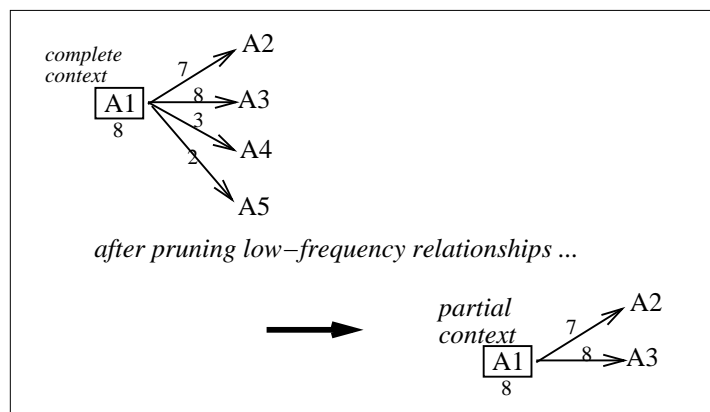 complete
context
A1
8
7
8
3
2
A2
A3
A4
A5
after pruning low−frequency relationships ...
partial
context
A1
8
7
8
A2
A3